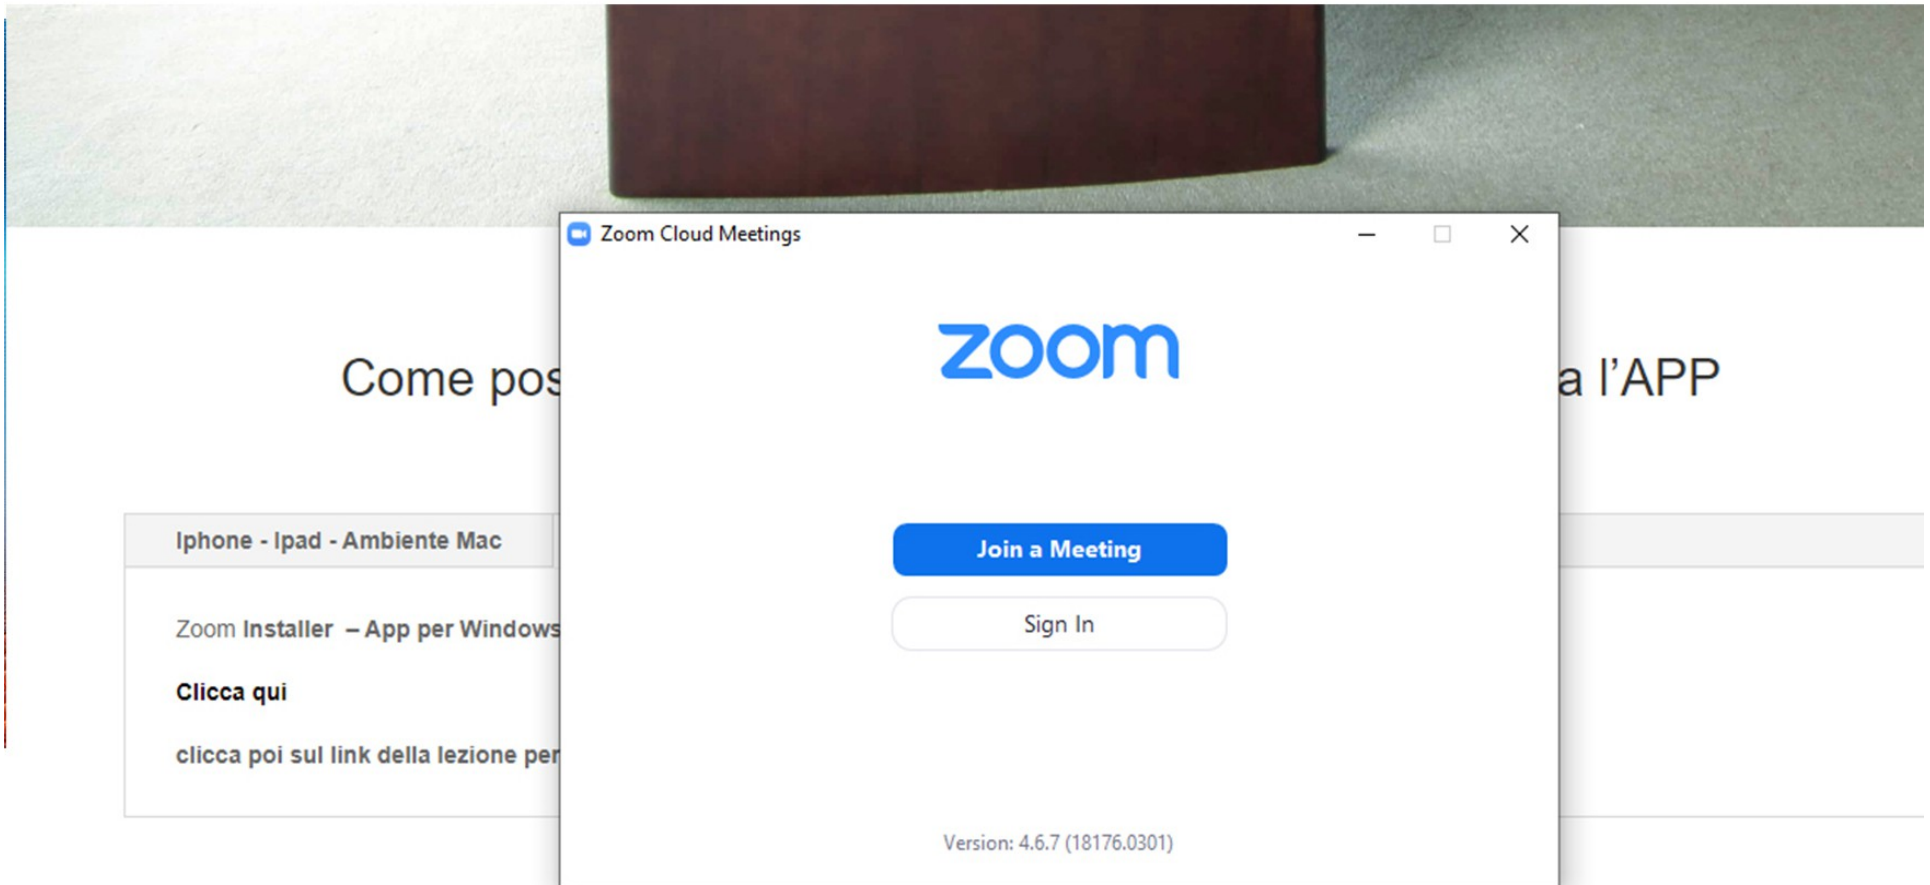 Zoom Cloud Meetings
zoom
Come pos
a l’APP
Join a Meeting
Sign In
Iphone - Ipad - Ambiente Mac
Zoom Installer – App per Windows
Clicca qui
clicca poi sul link della lezione per
Version: 4.6.7 (18176.0301)